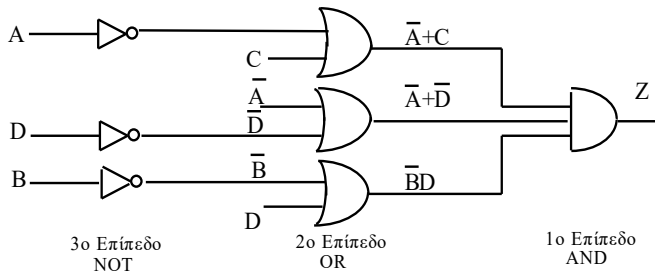 A
A̅+C
C
A̅
Z
D
D̅
A̅+D̅
B
B̅
B̅D
D
3ο Επίπεδο
NOT
2ο Επίπεδο
OR
1ο Επίπεδο
AND